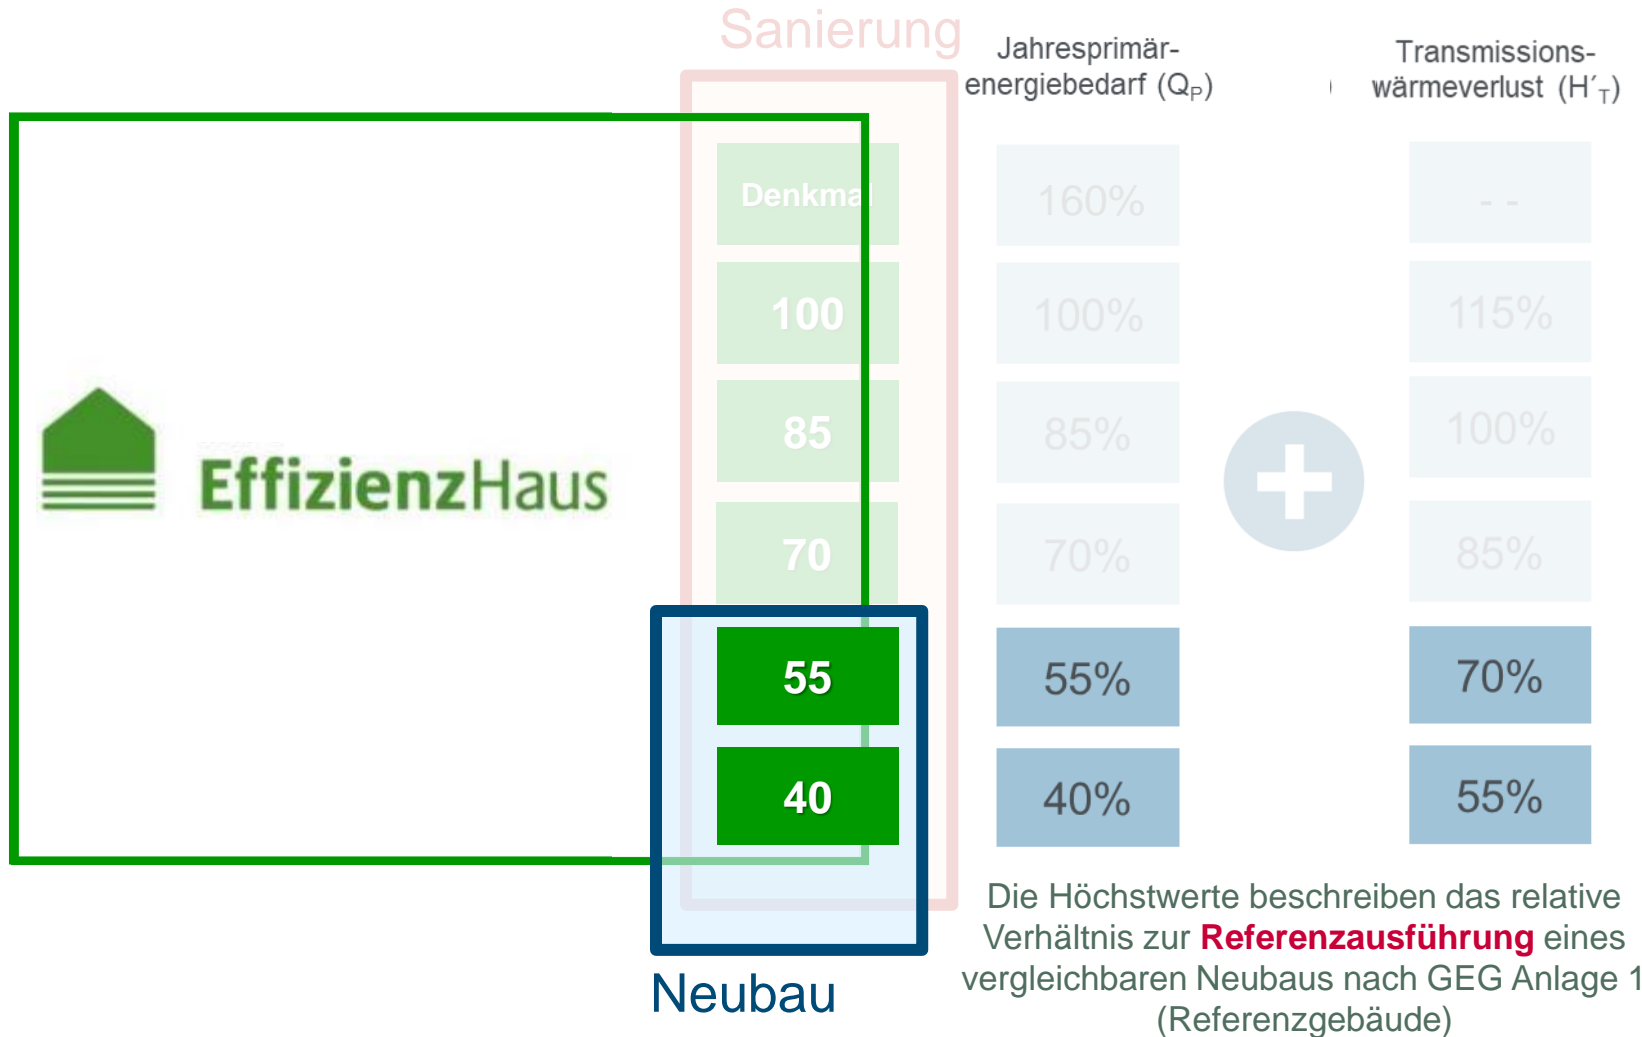 Sanierung
Jahresprimär-
energiebedarf (QP)
Transmissions-
wärmeverlust (H´T)
Denkmal
160%
- -
100
100%
115%
85
85%
100%
EffizienzHaus
70
70%
85%
55
55%
70%
40
40%
55%
Neubau
Die Höchstwerte beschreiben das relative
Verhältnis zur Referenzausführung eines
vergleichbaren Neubaus nach GEG Anlage 1
(Referenzgebäude)